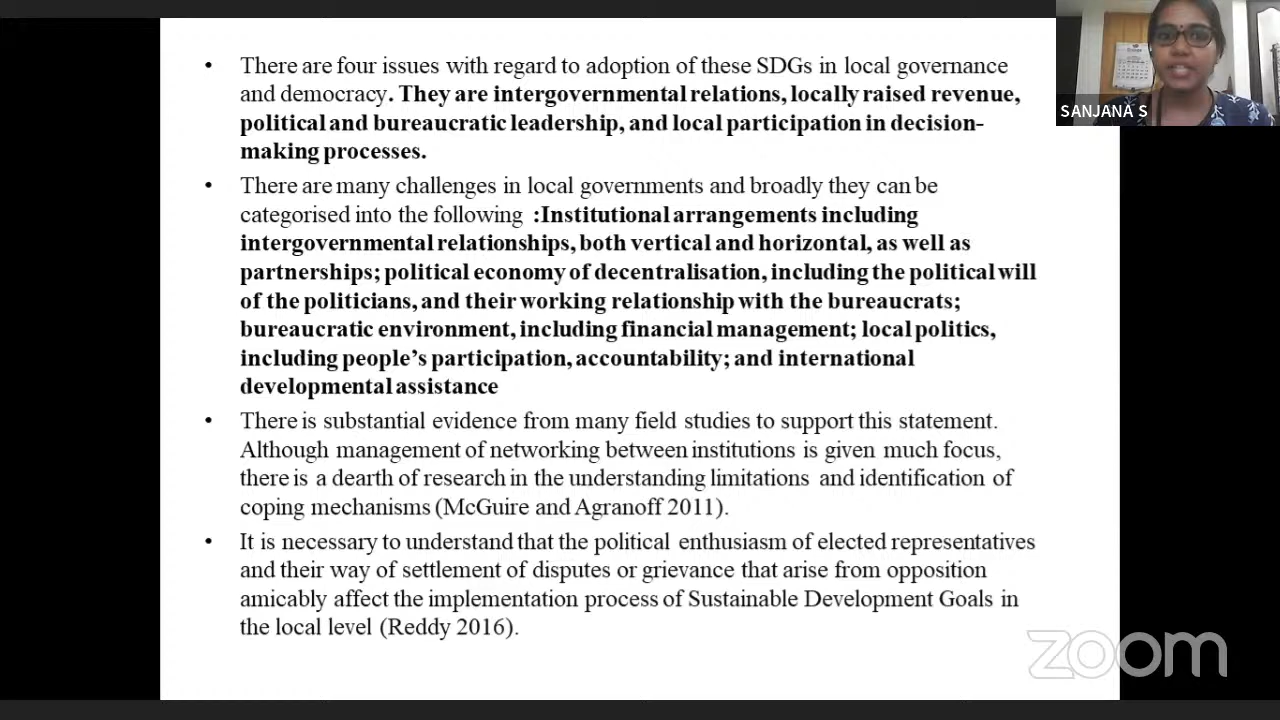 • There are four issues with regard to adoption of these SDGs in local governance
and democracy. They are intergovernmental relations, locally raised revenue,
political and bureaucratic leadership, and local participation in decision-
making processes.
• There are many challenges in local governments and broadly they can be
categorised into the following :Institutional arrangements including
intergovernmental relationships, both vertical and horizontal, as well as
partnerships; political economy of decentralisation, including the political will
of the politicians, and their working relationship with the bureaucrats;
bureaucratic environment, including financial management; local politics,
including people’s participation, accountability; and international
developmental assistance
• There is substantial evidence from many field studies to support this statement.
Although management of networking between institutions is given much focus,
there is a dearth of research in the understanding limitations and identification of
coping mechanisms (McGuire and Agranoff 2011).
• It is necessary to understand that the political enthusiasm of elected representatives
and their way of settlement of disputes or grievance that arise from opposition
amicably affect the implementation process of Sustainable Development Goals in
the local level (Reddy 2016).
SANJANA S
zoom